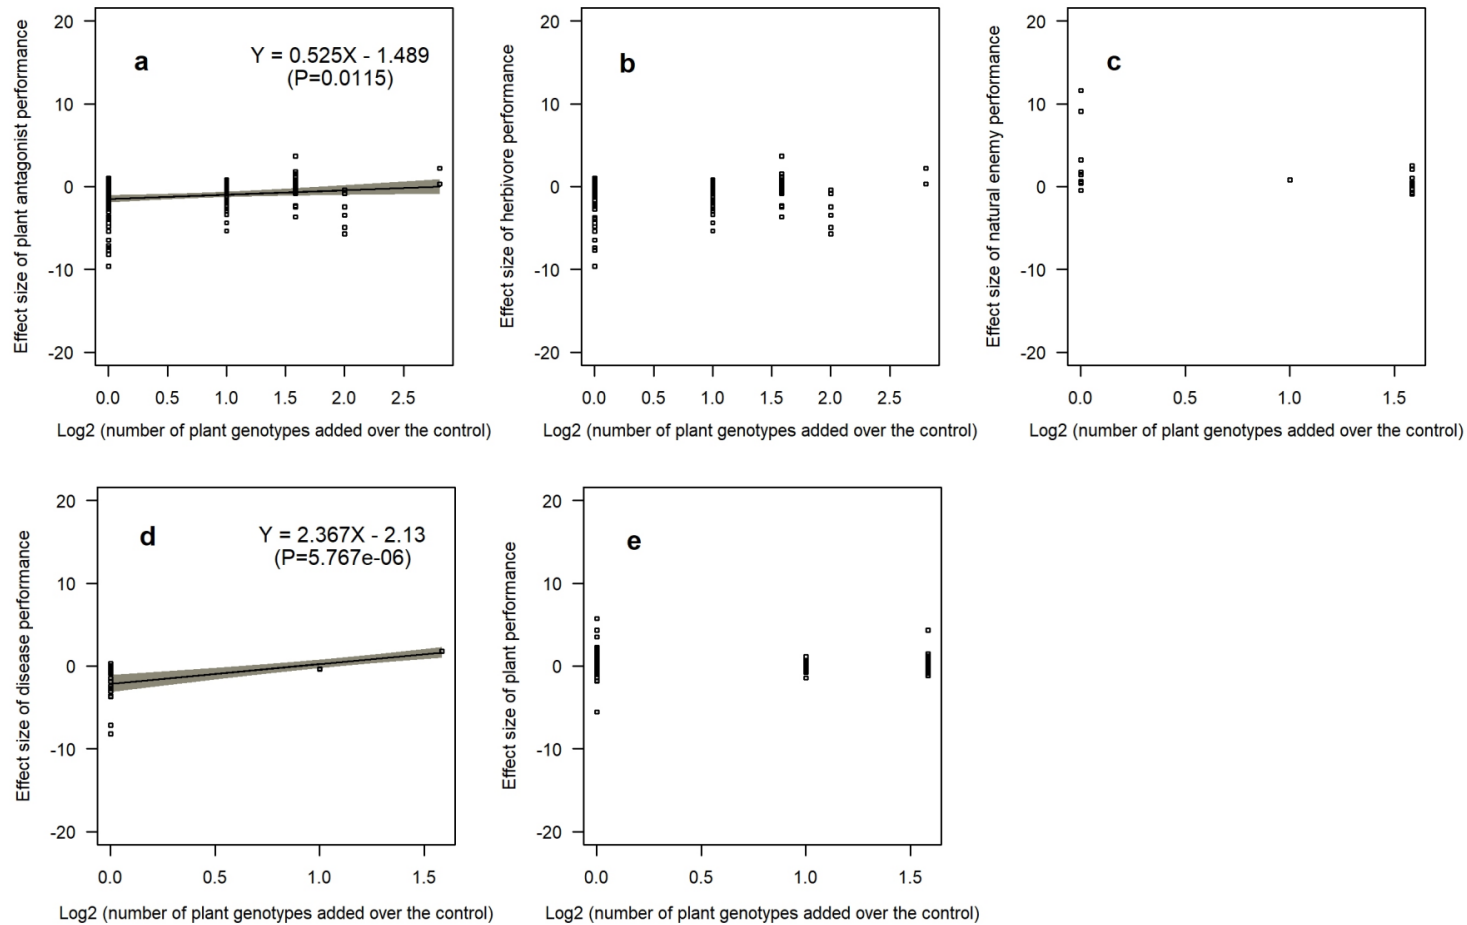 Effect size of plant antagonist performance
20
10
0
-10
-20
a
Y = 0.525X - 1.489
(P=0.0115)
0.0 0.5 1.0 1.5 2.0 2.5
Log2 (number of plant genotypes added over the control)
Effect size of herbivore performance
20
10
0
-10
-20
b
0.0 0.5 1.0 1.5 2.0 2.5
Log2 (number of plant genotypes added over the control)
Effect size of natural enemy performance
20
10
0
-10
-20
c
0.0 0.5 1.0 1.5
Log2 (number of plant genotypes added over the control)
Effect size of disease performance
20
10
0
-10
-20
d
Y = 2.367X - 2.13
(P=5.767e-06)
0.0 0.5 1.0 1.5
Log2 (number of plant genotypes added over the control)
Effect size of plant performance
20
10
0
-10
-20
e
0.0 0.5 1.0 1.5
Log2 (number of plant genotypes added over the control)